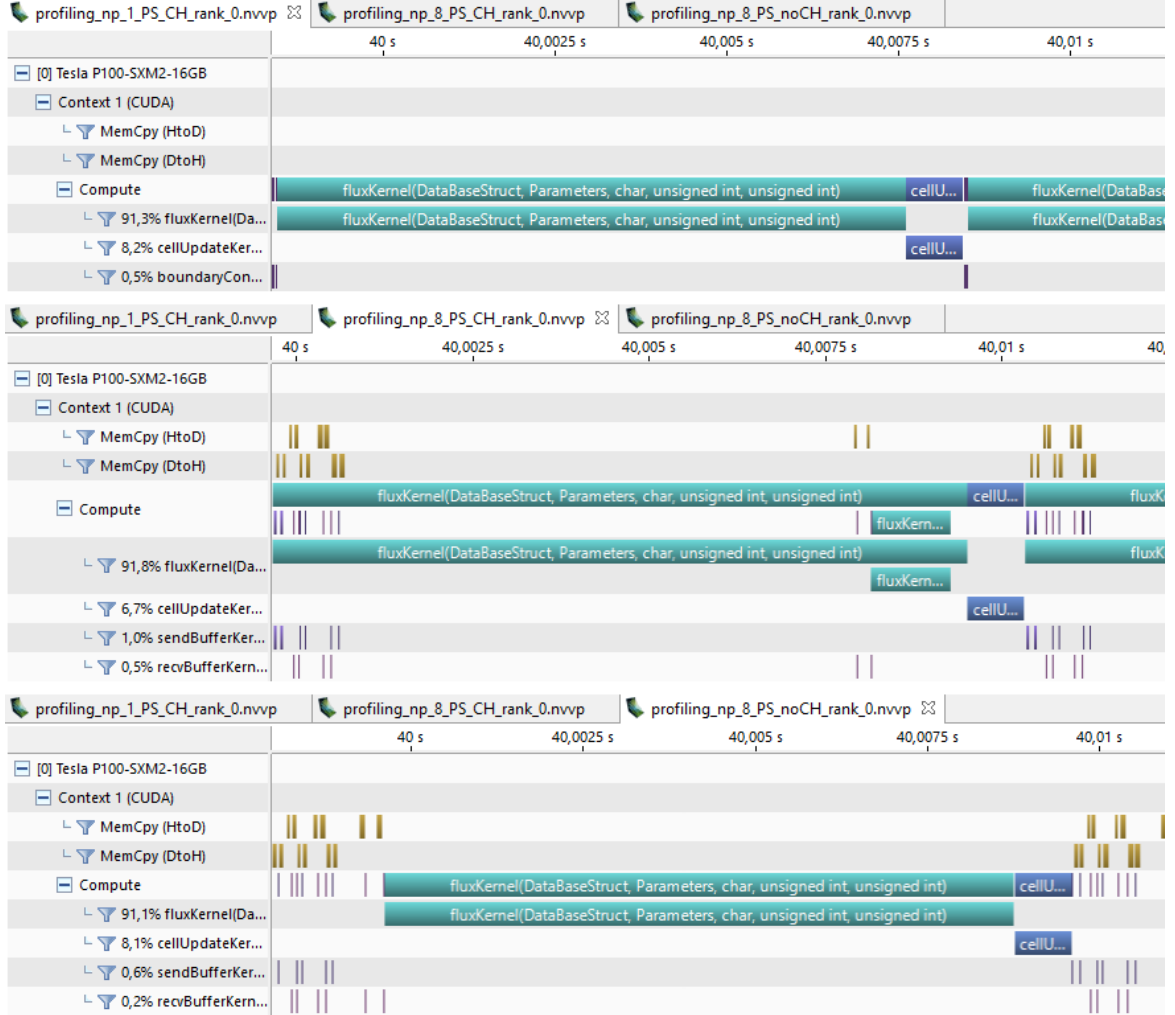 profiling_np_1_PS_CH_rank_0.nvvp profiling_np_8_PS_CH_rank_0.nvvp profiling_np_8_PS_noCH_rank_0.nvvp
40 s 40,0025 s 40,005 s 40,0075 s 40,01 s
[0] Tesla P100-SXM2-16GB
Context 1 (CUDA)
MemCpy (HtoD)
MemCpy (DtoH)
Compute fluxKernel(DataBaseStruct, Parameters, char, unsigned int, unsigned int) cellU... fluxKernel(DataBase
91,3% fluxKernel(Da... fluxKernel(DataBaseStruct, Parameters, char, unsigned int, unsigned int) fluxKernel(DataBase
8,2% cellUpdateKer... cellU...
0,5% boundaryCon...
profiling_np_1_PS_CH_rank_0.nvvp profiling_np_8_PS_CH_rank_0.nvvp profiling_np_8_PS_noCH_rank_0.nvvp
40 s 40,0025 s 40,005 s 40,0075 s 40,01 s 40,
[0] Tesla P100-SXM2-16GB
Context 1 (CUDA)
MemCpy (HtoD)
MemCpy (DtoH)
fluxKernel(DataBaseStruct, Parameters, char, unsigned int, unsigned int) cellU... fluxK
Compute
fluxKern...
fluxKernel(DataBaseStruct, Parameters, char, unsigned int, unsigned int) fluxK
91,8% fluxKernel(Da...
fluxKern...
6,7% cellUpdateKer... cellU...
1,0% sendBufferKer...
0,5% recvBufferKern...
profiling_np_1_PS_CH_rank_0.nvvp profiling_np_8_PS_CH_rank_0.nvvp profiling_np_8_PS_noCH_rank_0.nvvp
40 s 40,0025 s 40,005 s 40,0075 s 40,01 s
[0] Tesla P100-SXM2-16GB
Context 1 (CUDA)
MemCpy (HtoD)
MemCpy (DtoH)
Compute fluxKernel(DataBaseStruct, Parameters, char, unsigned int, unsigned int) cellU...
91,1% fluxKernel(Da... fluxKernel(DataBaseStruct, Parameters, char, unsigned int, unsigned int)
8,1% cellUpdateKer... cellU...
0,6% sendBufferKer...
0,2% recvBufferKern...